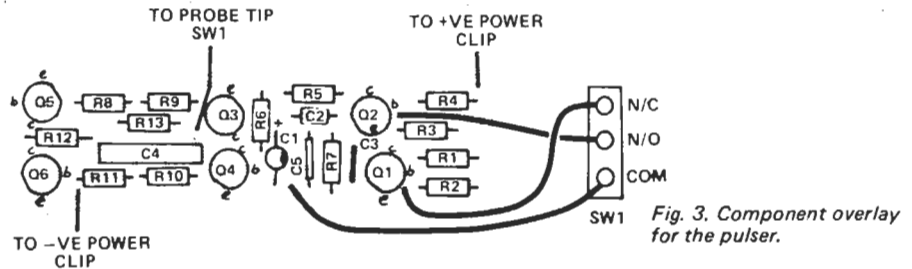 TO PROBE TIP
SW1
TO +VE POWER
CLIP
e
b
Q5
c
R8
R9
R13
R12
C4
c
Q6
b
e
R11
R10
e
Q3
c
c
Q4
b
e
R6
+
C1
R5
C2
C5
R7
C3
c
Q2
b
e
c
Q1
b
e
R4
R3
R1
R2
N/C
N/O
COM
SW1
TO –VE POWER
CLIP
Fig. 3. Component overlay
for the pulser.